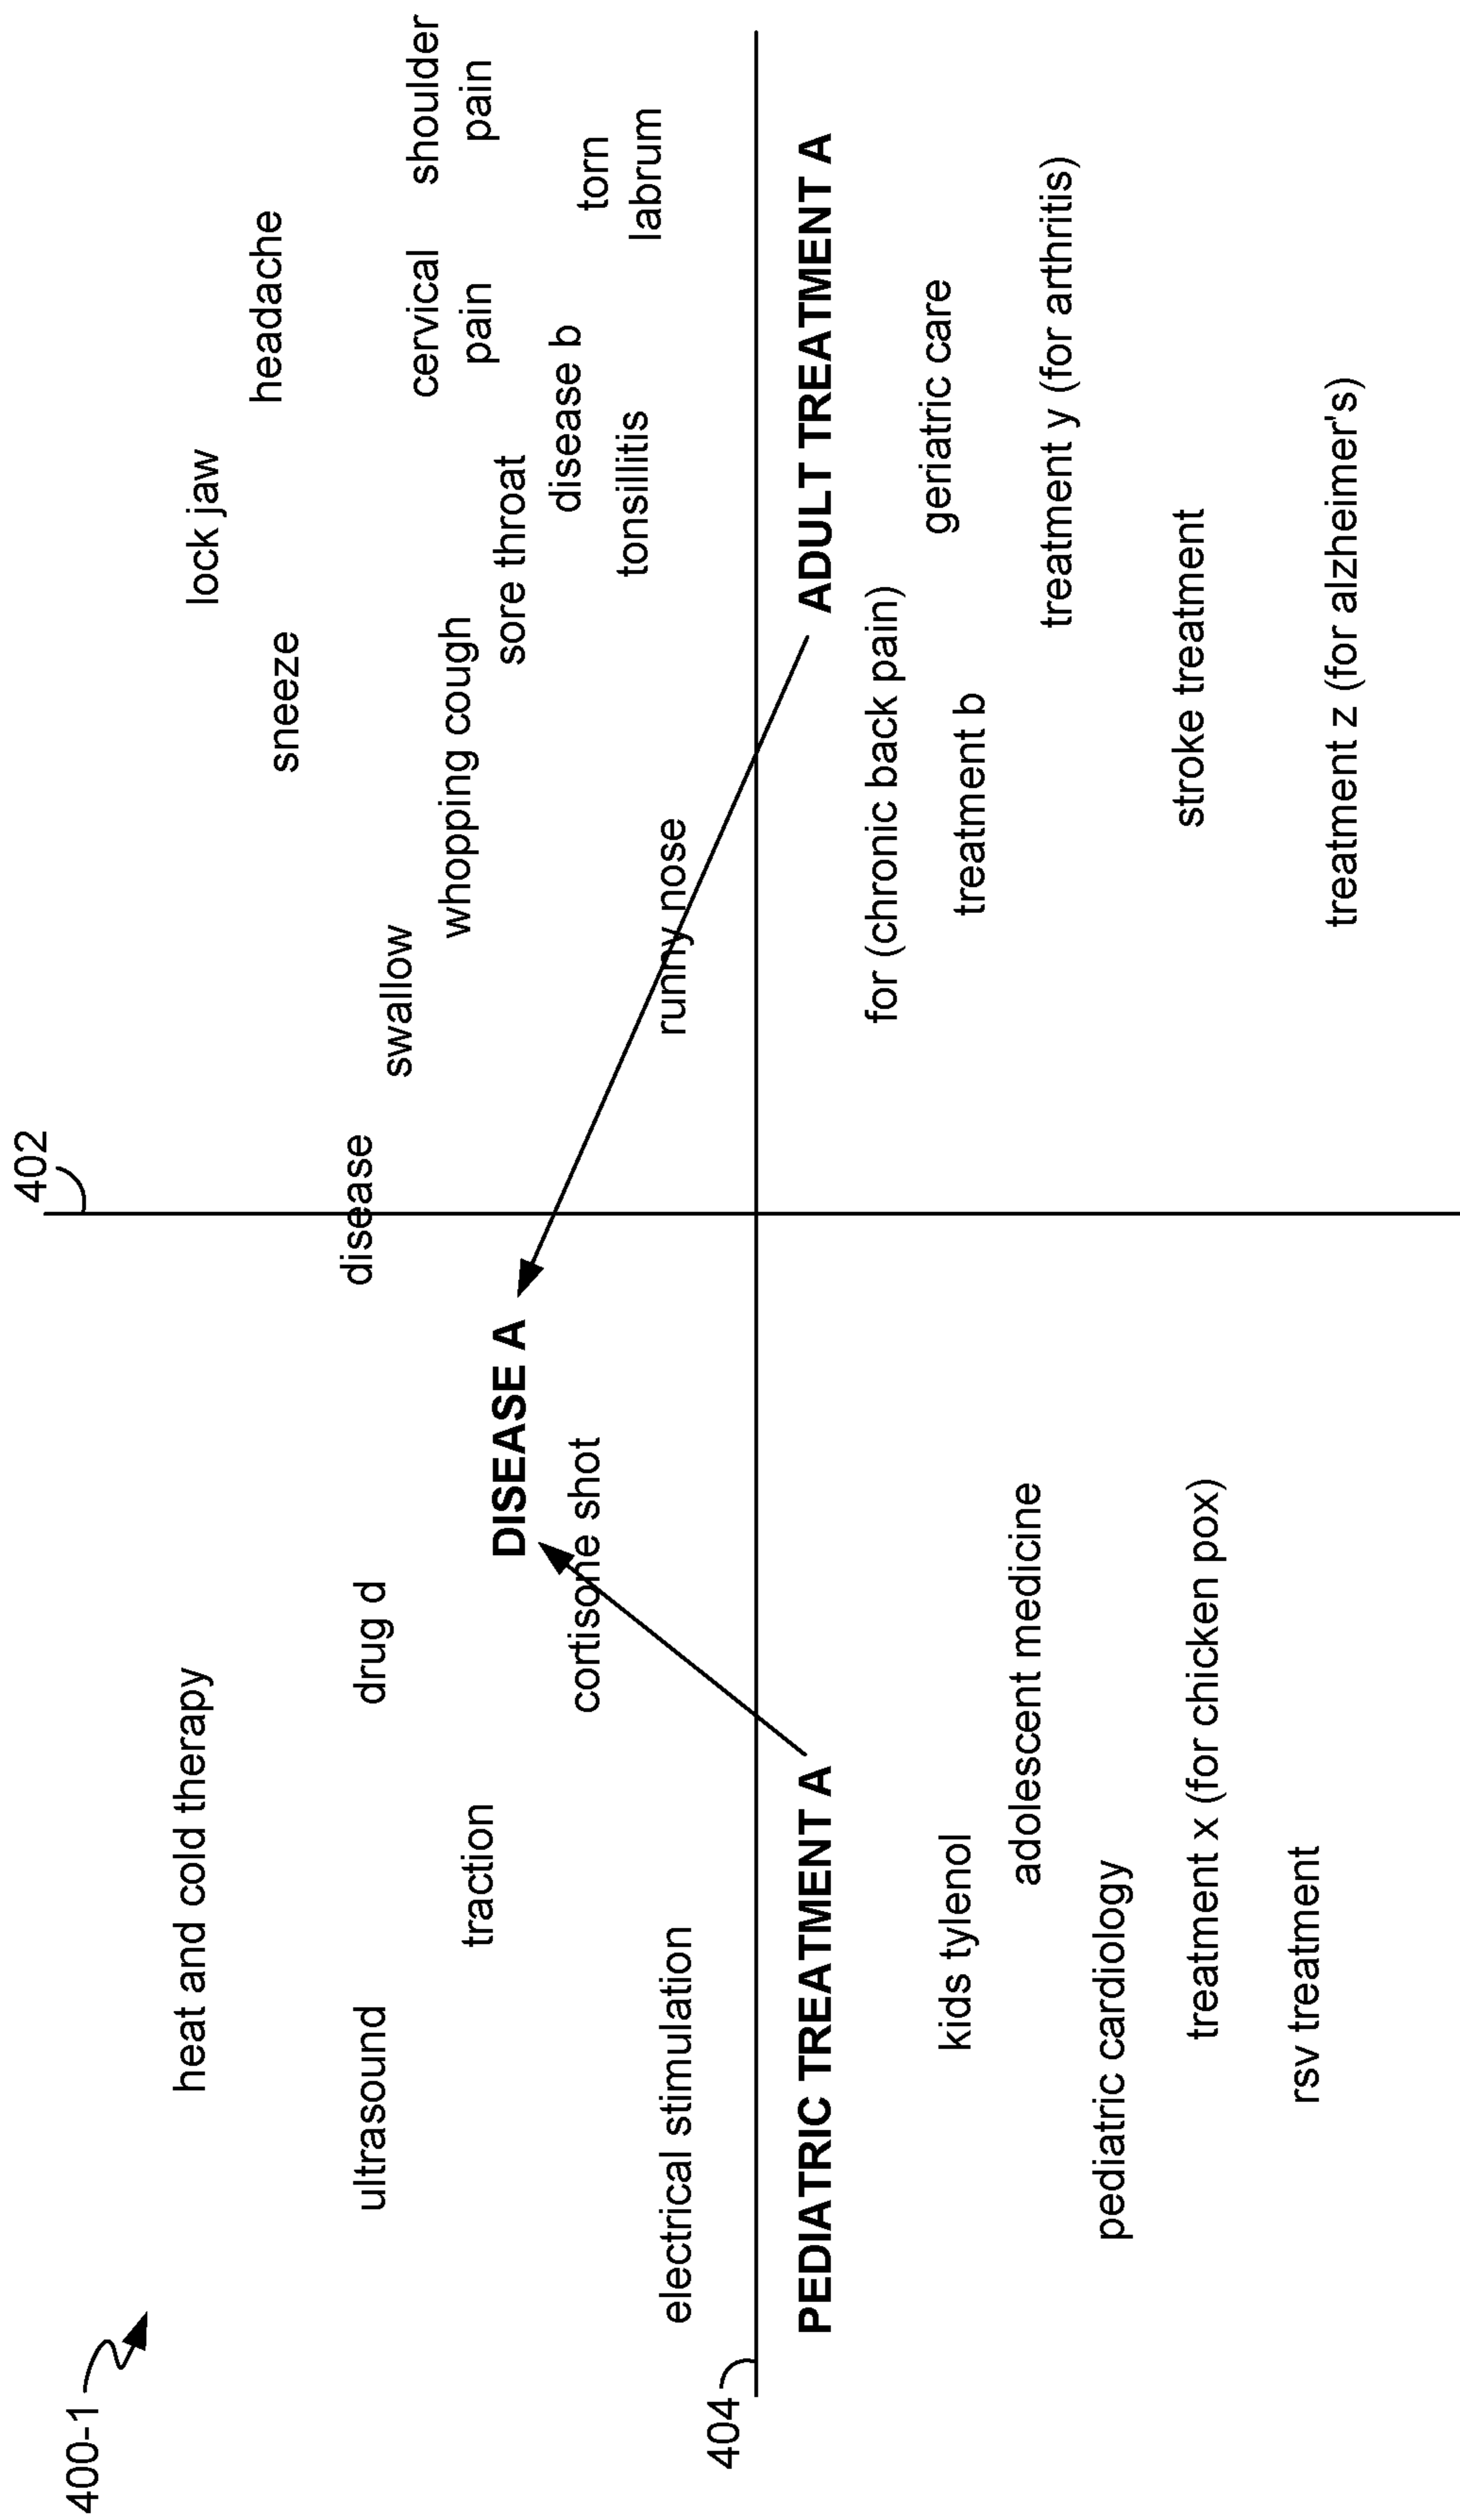 400-1
402
heat and cold therapy
lock jaw
headache
sneeze
ultrasound
drug d
disease
swallow
cervical
pain
shoulder
pain
whopping cough
traction
DISEASE A
sore throat
disease b
torn
labrum
cortisone shot
tonsillitis
electrical stimulation
runny nose
404
PEDIATRIC TREATMENT A
ADULT TREATMENT A
for (chronic back pain)
geriatric care
kids tylenol
treatment b
adolescent medicine
treatment y (for arthritis)
pediatric cardiology
treatment x (for chicken pox)
stroke treatment
rsv treatment
treatment z (for alzheimer's)